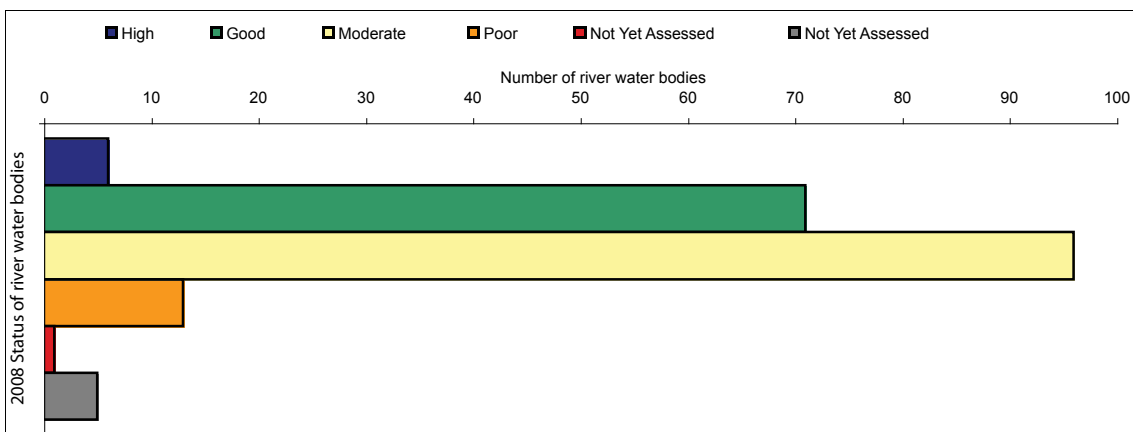 High Good Moderate Poor Not Yet Assessed Not Yet Assessed
Number of river water bodies
0 10 20 30 40 50 60 70 80 90 100
2008 Status of river water bodies